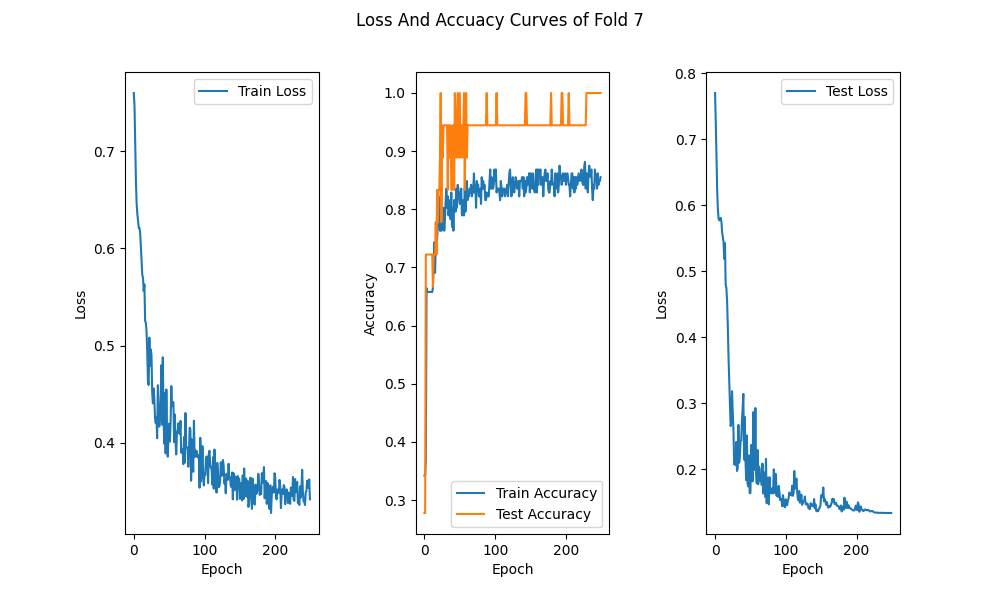 Loss And Accuacy Curves of Fold 7
Train Loss
0.7
0.6
0.5
0.4
Loss
0
100
200
Epoch
1.0
0.9
0.8
0.7
0.6
0.5
0.4
0.3
Accuracy
Train Accuracy
Test Accuracy
0
100
200
Epoch
Test Loss
0.8
0.7
0.6
0.5
0.4
0.3
0.2
Loss
0
100
200
Epoch